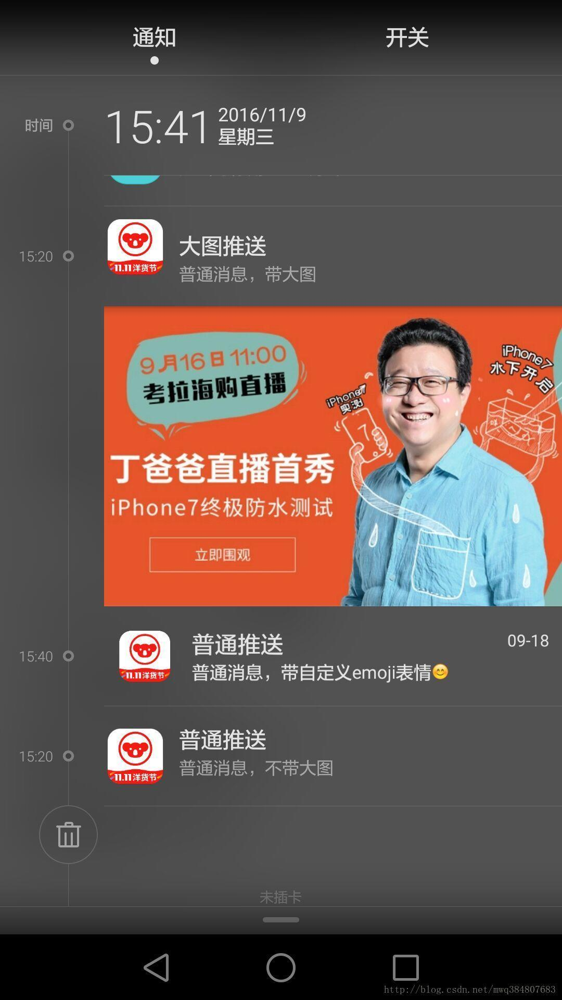 通知
开关
时间
15:41
2016/11/9
星期三
15:20
11.11洋货节
大图推送
普通消息，带大图
9月16日 11:00
考拉海购直播
iPhone7
实测
iPhone7
水下开启
丁爸爸直播首秀
iPhone7终极防水测试
立即围观
15:40
11.11洋货节
普通推送
09-18
普通消息，带自定义emoji表情😊
15:20
11.11洋货节
普通推送
普通消息，不带大图
未插卡
http://blog.csdn.net/mwq384807683